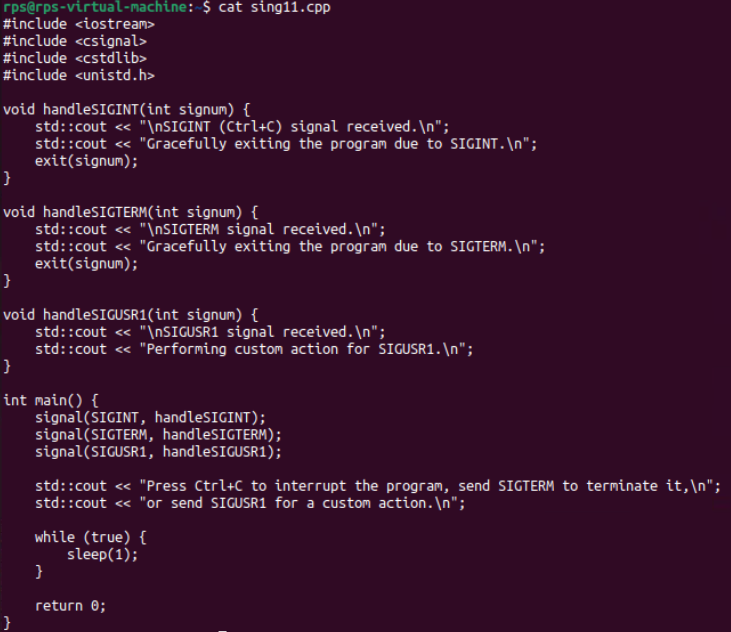 rps@rps-virtual-machine:~$ cat sing11.cpp
#include <iostream>
#include <csignal>
#include <cstdlib>
#include <unistd.h>

void handleSIGINT(int signum) {
    std::cout << "\nSIGINT (Ctrl+C) signal received.\n";
    std::cout << "Gracefully exiting the program due to SIGINT.\n";
    exit(signum);
}

void handleSIGTERM(int signum) {
    std::cout << "\nSIGTERM signal received.\n";
    std::cout << "Gracefully exiting the program due to SIGTERM.\n";
    exit(signum);
}

void handleSIGUSR1(int signum) {
    std::cout << "\nSIGUSR1 signal received.\n";
    std::cout << "Performing custom action for SIGUSR1.\n";
}

int main() {
    signal(SIGINT, handleSIGINT);
    signal(SIGTERM, handleSIGTERM);
    signal(SIGUSR1, handleSIGUSR1);

    std::cout << "Press Ctrl+C to interrupt the program, send SIGTERM to terminate it,\n";
    std::cout << "or send SIGUSR1 for a custom action.\n";

    while (true) {
        sleep(1);
    }

    return 0;
}